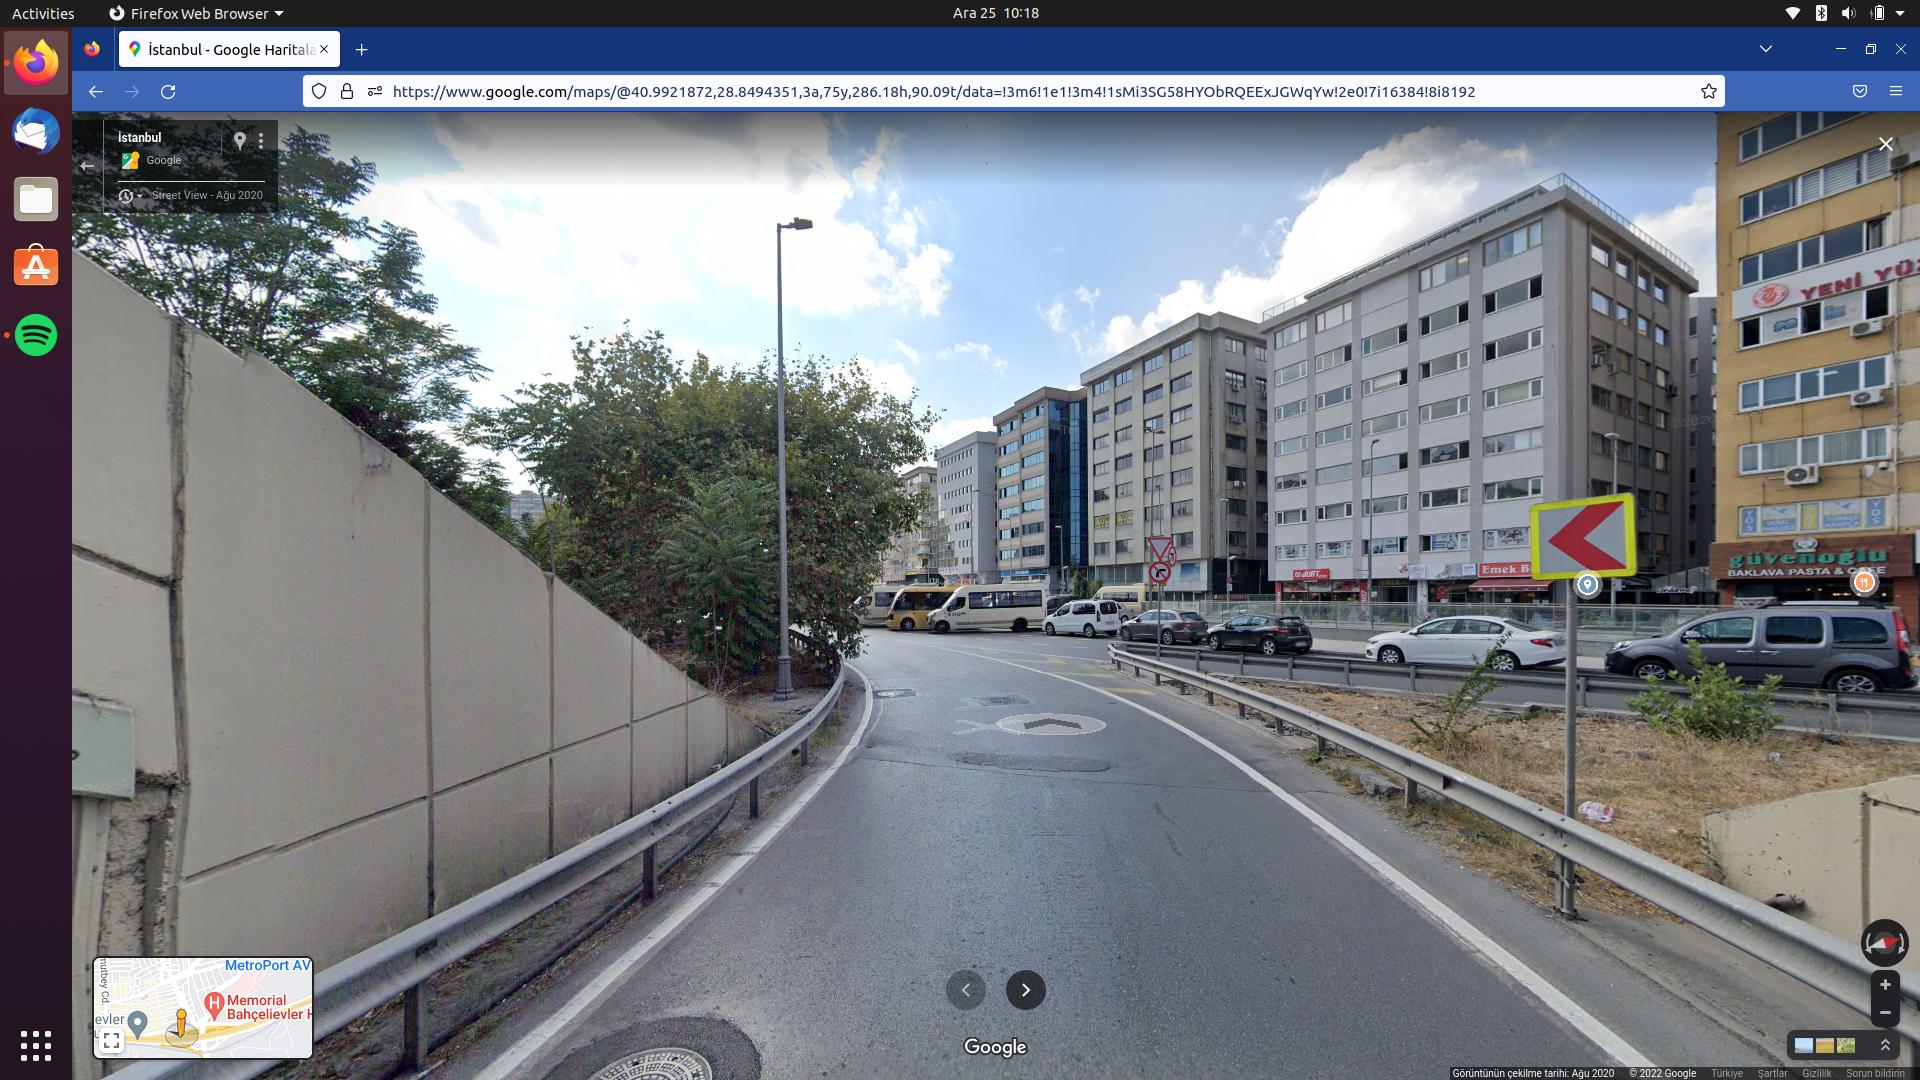 Activities
Firefox Web Browser
Ara 25 10:18
İstanbul - Google Haritala
https://www.google.com/maps/@40.9921872,28.8494351,3a,75y,286.18h,90.09t/data=!3m6!1e1!3m4!1sMi3SG58HYObRQEExJGWqYw!2e0!7i16384!8i8192
İstanbul
Google
Street View - Ağu 2020
YENİ YÜZ
güvenoğlu
BAKLAVA PASTA & CAFE
Emek B
MetroPort AV
Memorial
Bahçelievler H
evler
Google
Görüntünün çekilme tarihi: Ağu 2020 © 2022 Google Türkiye Şartlar Gizlilik Sorun bildirin